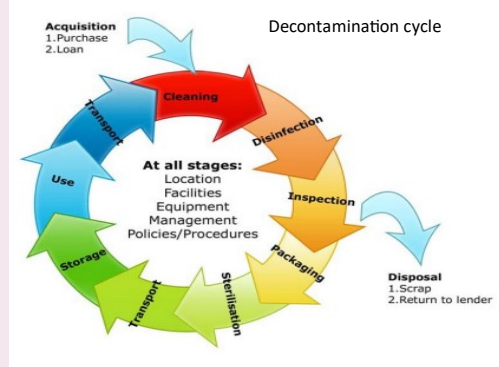 Decontamination cycle
Acquisition
1.Purchase
2.Loan
Cleaning
Disinfection
Inspection
Packaging
Sterilisation
Transport
Storage
Use
Transport
At all stages:
Location
Facilities
Equipment
Management
Policies/Procedures
Disposal
1.Scrap
2.Return to lender